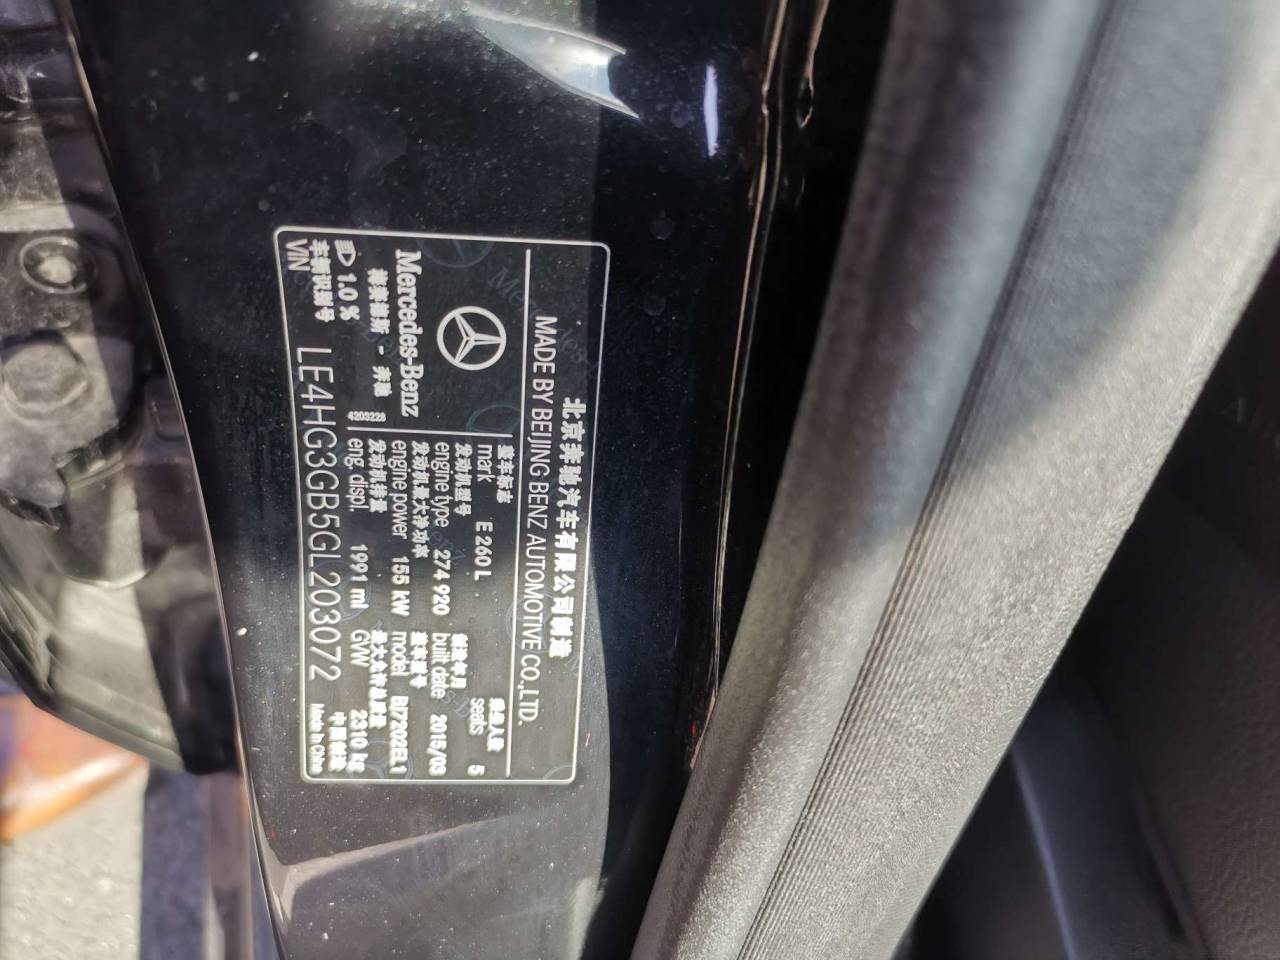 北京奔驰汽车有限公司制造
MADE BY BEIJING BENZ AUTOMOTIVE CO.,LTD.
整车标志 乘坐人数
mark E 260 L seats 5
发动机型号 制造年月
engine type 274 920 built date 2015/03
发动机最大净功率 整车型号
engine power 155 kW model BJ7202EL1
发动机排量 最大允许总质量
eng. displ. 1991 ml GVW 2310 kg
Mercedes-Benz
梅赛德斯 - 奔驰
1.0 % 4203228
车辆识别号
VIN LE4HG3GB5GL203072
中国制造
Made in China